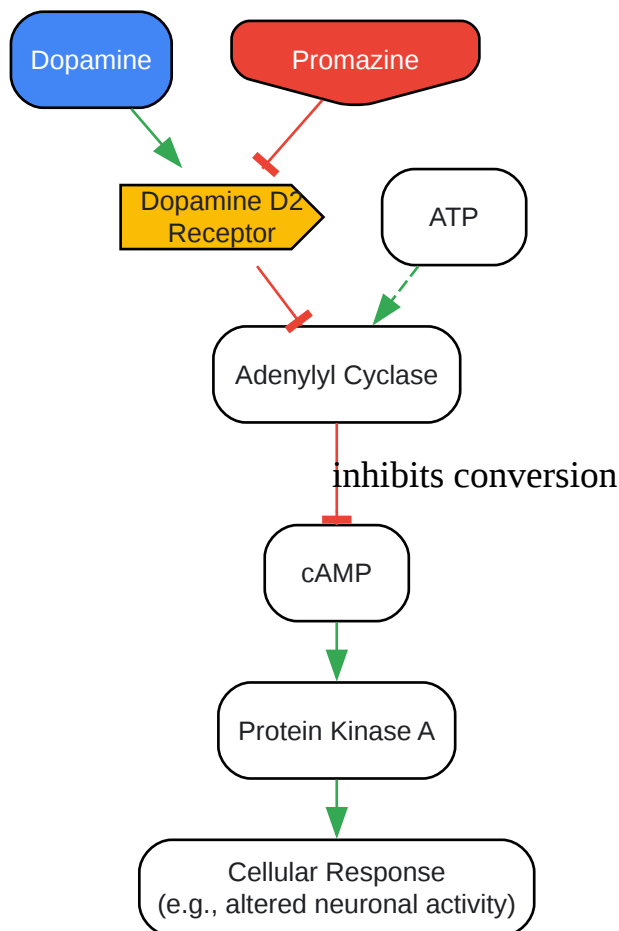 Dopamine
Promazine
Dopamine D2
Receptor
ATP
Adenylyl Cyclase
inhibits conversion
cAMP
Protein Kinase A
Cellular Response
(e.g., altered neuronal activity)